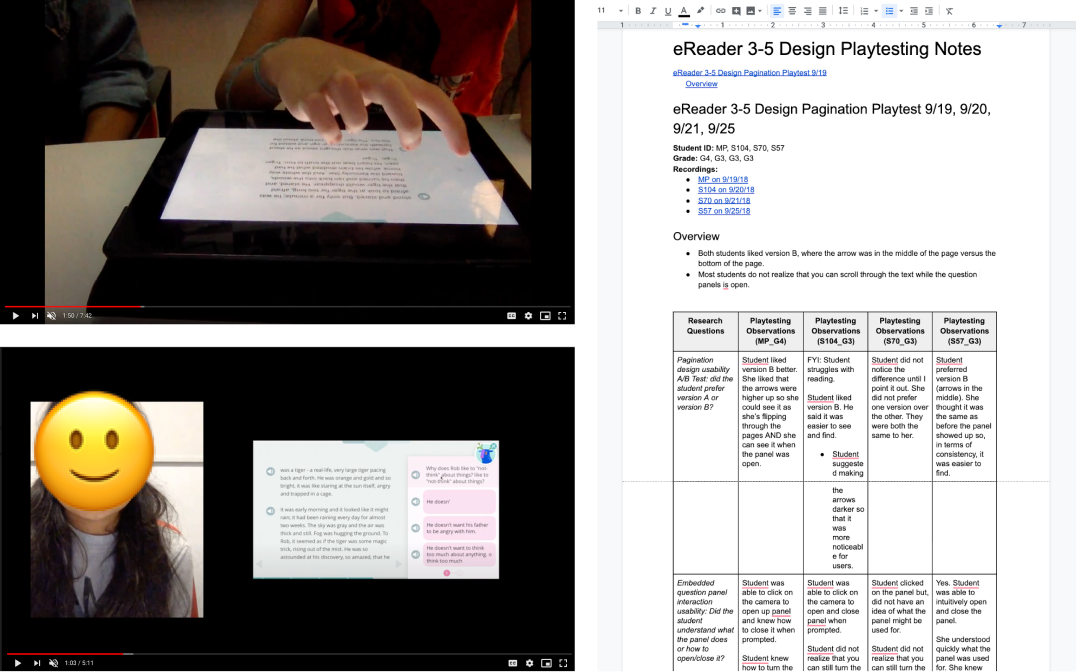 1:50 / 7:42
was a tiger - a real-life, very large tiger pacing
back and forth. He was orange and gold and so
bright, it was like staring at the sun itself, angry
and trapped in a cage.
It was early morning and it looked like it might
rain; it had been raining every day for almost
two weeks. The sky was gray and the air was
thick and still. Fog was hugging the ground. To
Rob, it seemed as if the tiger was some magic
trick, rising out of the mist. He was so
astounded at his discovery, so amazed, that he
Why does Rob like to "not-
think" about things? like to
"not-think" about things?
He doesn'
He doesn't want his father
to be angry with him.
He doesn't want to think
too much about anything.
think too much
1:03 / 5:11
11
B I U A
1 1 2 3 4 5 6 7
eReader 3-5 Design Playtesting Notes
eReader 3-5 Design Pagination Playtest 9/19
Overview
eReader 3-5 Design Pagination Playtest 9/19, 9/20,
9/21, 9/25
Student ID: MP, S104, S70, S57
Grade: G4, G3, G3, G3
Recordings:
● MP on 9/19/18
● S104 on 9/20/18
● S70 on 9/21/18
● S57 on 9/25/18
Overview
● Both students liked version B, where the arrow was in the middle of the page versus the
bottom of the page.
● Most students do not realize that you can scroll through the text while the question
panels is open.
Research
Questions
Playtesting
Observations
(MP_G4)
Playtesting
Observations
(S104_G3)
Playtesting
Observations
(S70_G3)
Playtesting
Observations
(S57_G3)
Pagination
design usability
A/B Test: did the
student prefer
version A or
version B?
Student liked
version B better.
She liked that
the arrows were
higher up so she
could see it as
she's flipping
through the
pages AND she
can see it when
the panel was
open.
FYI: Student
struggles with
reading.
Student liked
version B. He
said it was
easier to see
and find.
● Student
suggeste
d making
the
arrows
darker so
that it
was
more
noticeabl
e for
users.
Student did not
notice the
difference until I
point it out. She
did not prefer
one version over
the other. They
were both the
same to her.
Student
preferred
version B
(arrows in the
middle). She
thought it was
the same as
before the panel
showed up so,
in terms of
consistency, it
was easier to
find.
Embedded
question panel
interaction
usability: Did the
student
understand what
the panel does
or how to
open/close it?
Student was
able to click on
the camera to
open up panel
and knew how
to close it when
prompted.
Student knew
how to turn the
Student was
able to click on
the camera to
open and close
panel when
prompted.
Student did not
realize that you
can still turn the
Student clicked
on the panel but,
did not have an
idea of what the
panel might be
used for.
Student did not
realize that you
can still turn the
Yes. Student
was able to
intuitively open
and close the
panel.
She understood
quickly what the
panel was used
for. She knew